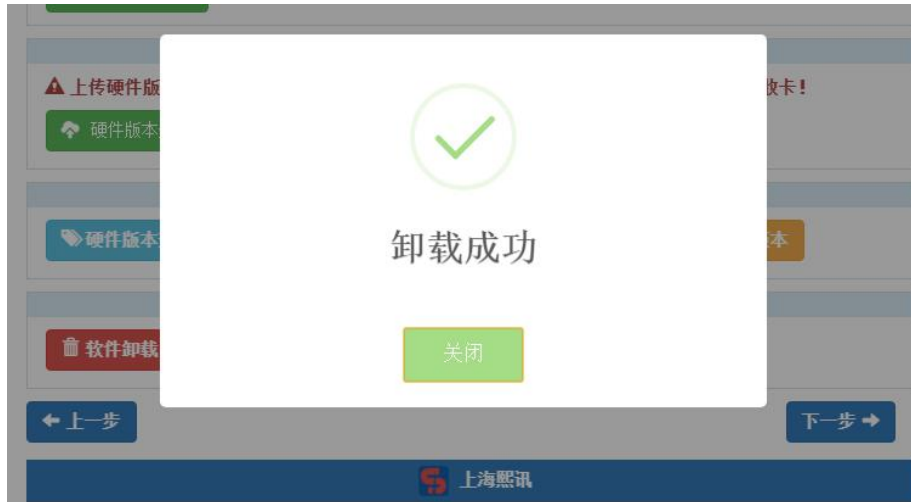 上传硬件版
收卡!
硬件版本
卸载成功
硬件版本
本
软件卸载
关闭
上一步
下一步
上海熙讯